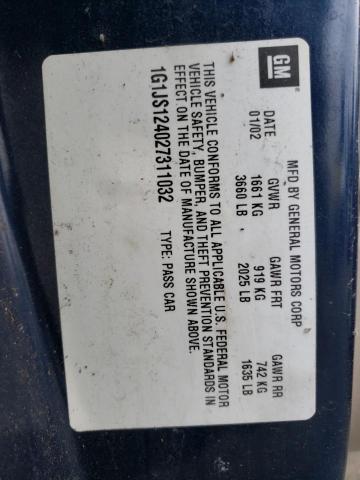 GM
MFD BY GENERAL MOTORS CORP
DATE GVWR GAWR FRT GAWR RR
01/02 1661 KG 919 KG 742 KG
3660 LB 2025 LB 1635 LB
THIS VEHICLE CONFORMS TO ALL APPLICABLE U.S. FEDERAL MOTOR
VEHICLE SAFETY, BUMPER, AND THEFT PREVENTION STANDARDS IN
EFFECT ON THE DATE OF MANUFACTURE SHOWN ABOVE.
1G1JS124027311032 TYPE: PASS CAR